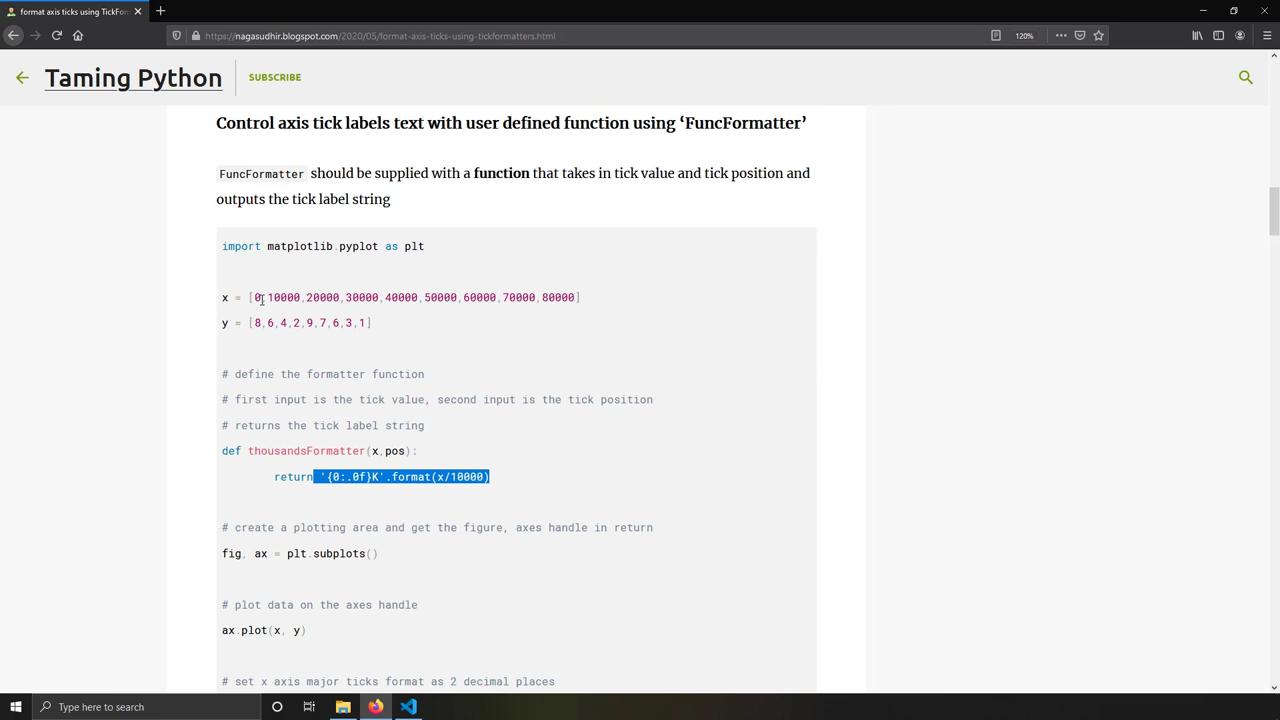 format axis ticks using TickForm
https://nagasudhir.blogspot.com/2020/05/format-axis-ticks-using-tickformatters.html
120%
Taming Python
SUBSCRIBE
Control axis tick labels text with user defined function using ‘FuncFormatter’
FuncFormatter should be supplied with a function that takes in tick value and tick position and
outputs the tick label string
import matplotlib.pyplot as plt
x = [0,10000,20000,30000,40000,50000,60000,70000,80000]
y = [8,6,4,2,9,7,6,3,1]
# define the formatter function
# first input is the tick value, second input is the tick position
# returns the tick label string
def thousandsFormatter(x,pos):
return '{0:.0f}K'.format(x/10000)
# create a plotting area and get the figure, axes handle in return
fig, ax = plt.subplots()
# plot data on the axes handle
ax.plot(x, y)
# set x axis major ticks format as 2 decimal places
Type here to search